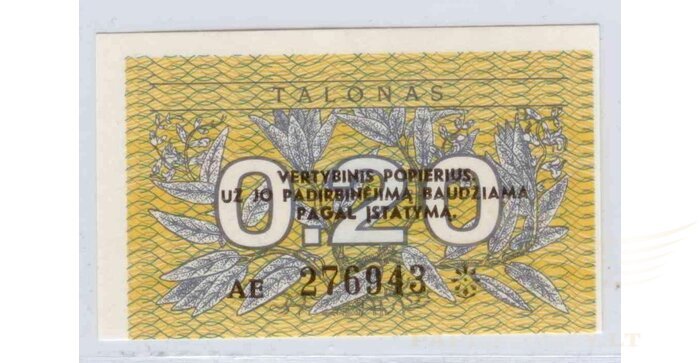 TALONAS
0.20
VERTYBINIS POPIERIUS.
UŽ JO PADIRBINĖJIMĄ BAUDŽIAMA
PAGAL ĮSTATYMĄ.
AE 276943